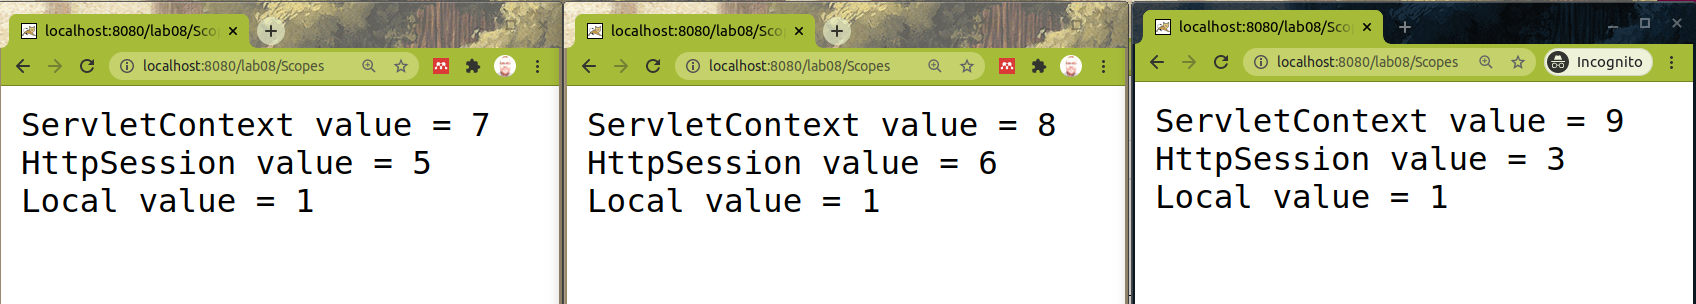 localhost:8080/lab08/Sco
localhost:8080/lab08/Scopes
ServletContext value = 7
HttpSession value = 5
Local value = 1
localhost:8080/lab08/Sco
localhost:8080/lab08/Scopes
ServletContext value = 8
HttpSession value = 6
Local value = 1
localhost:8080/lab08/Sco
localhost:8080/lab08/Scopes
Incognito
ServletContext value = 9
HttpSession value = 3
Local value = 1